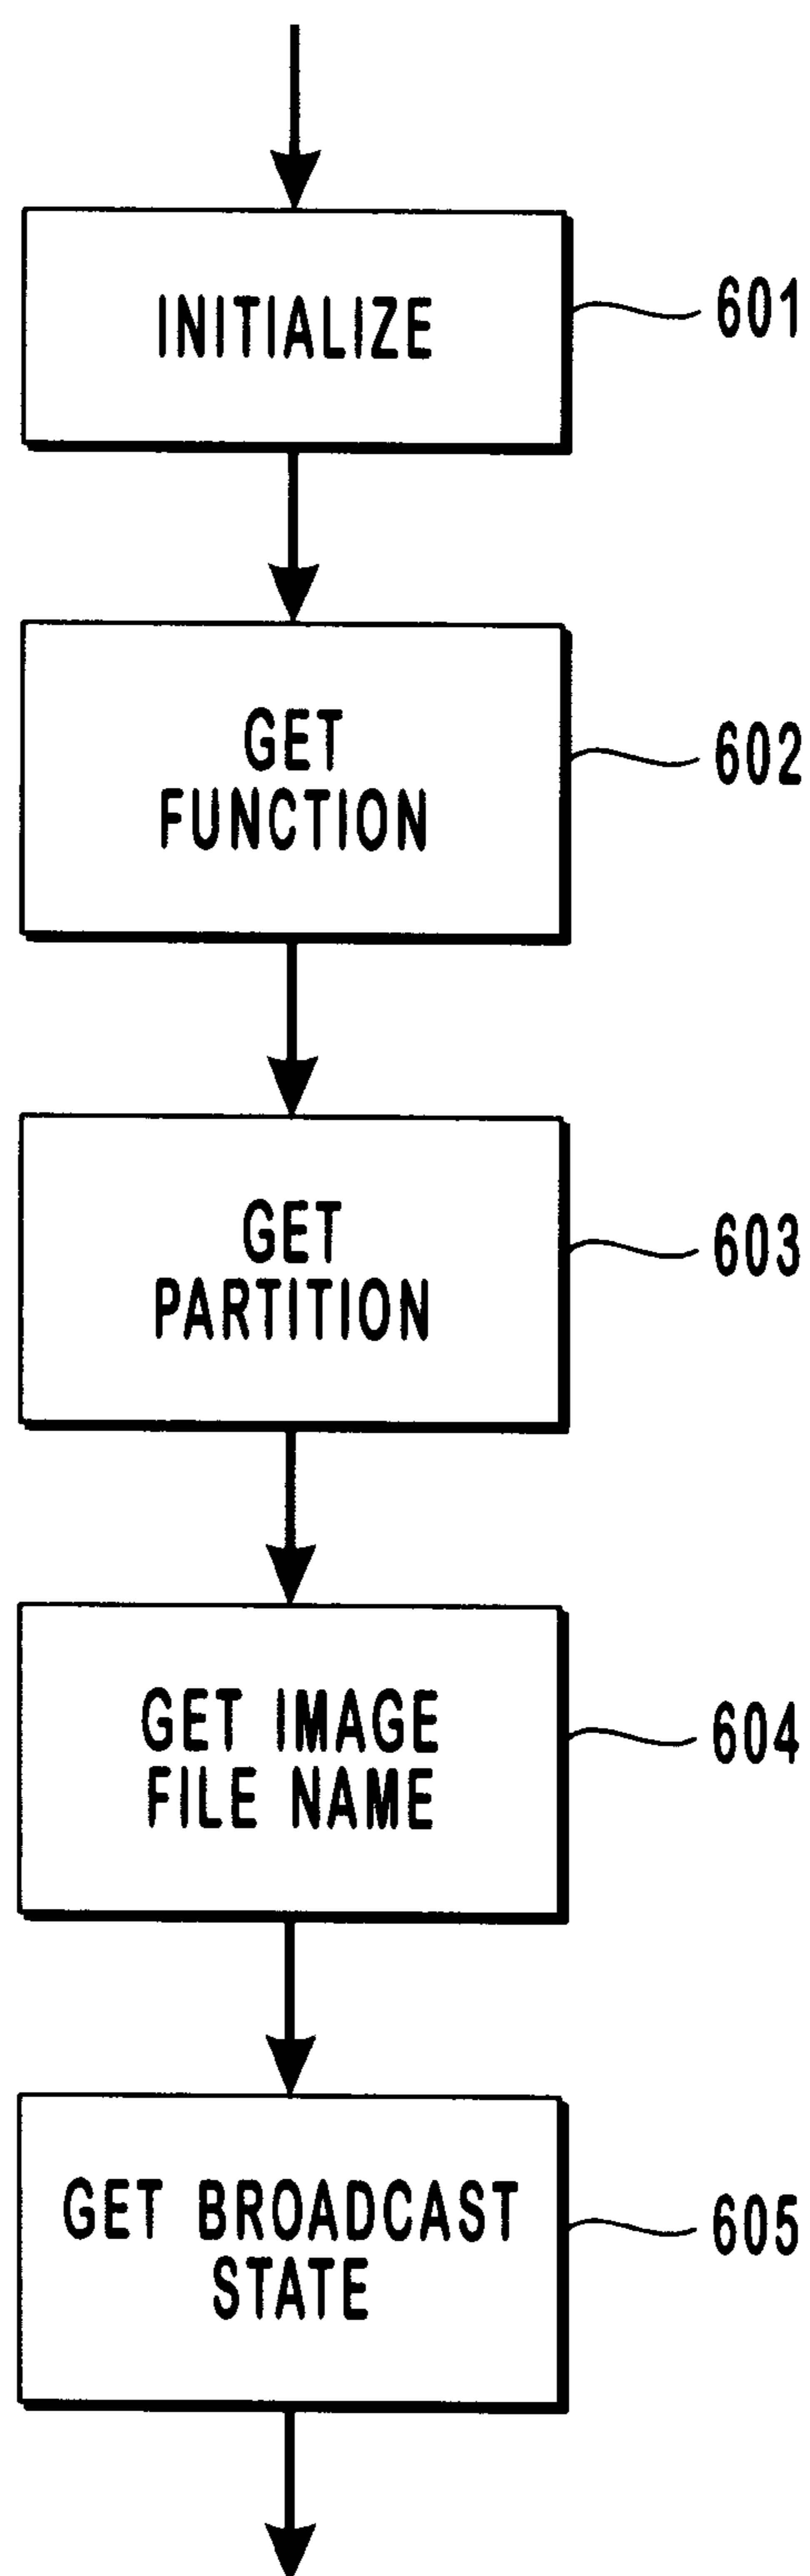 INITIALIZE
601
GET
FUNCTION
602
GET
PARTITION
603
GET IMAGE
FILE NAME
604
GET BROADCAST
STATE
605